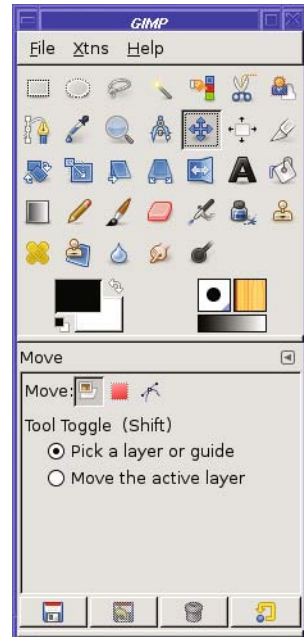 GIMP
File Xtns Help
Move
Move:
Tool Toggle (Shift)
Pick a layer or guide
Move the active layer